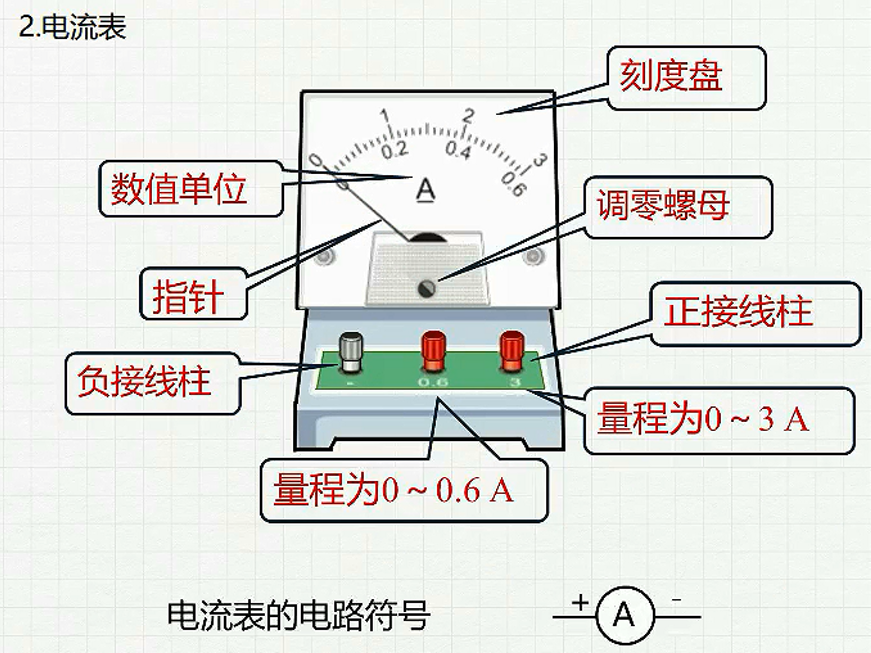 2.电流表
刻度盘
数值单位
调零螺母
指针
正接线柱
负接线柱
量程为0～3 A
量程为0～0.6 A
0 1 2 3
0 0.2 0.4 0.6
A
- 0.6 3
电流表的电路符号
+ A -